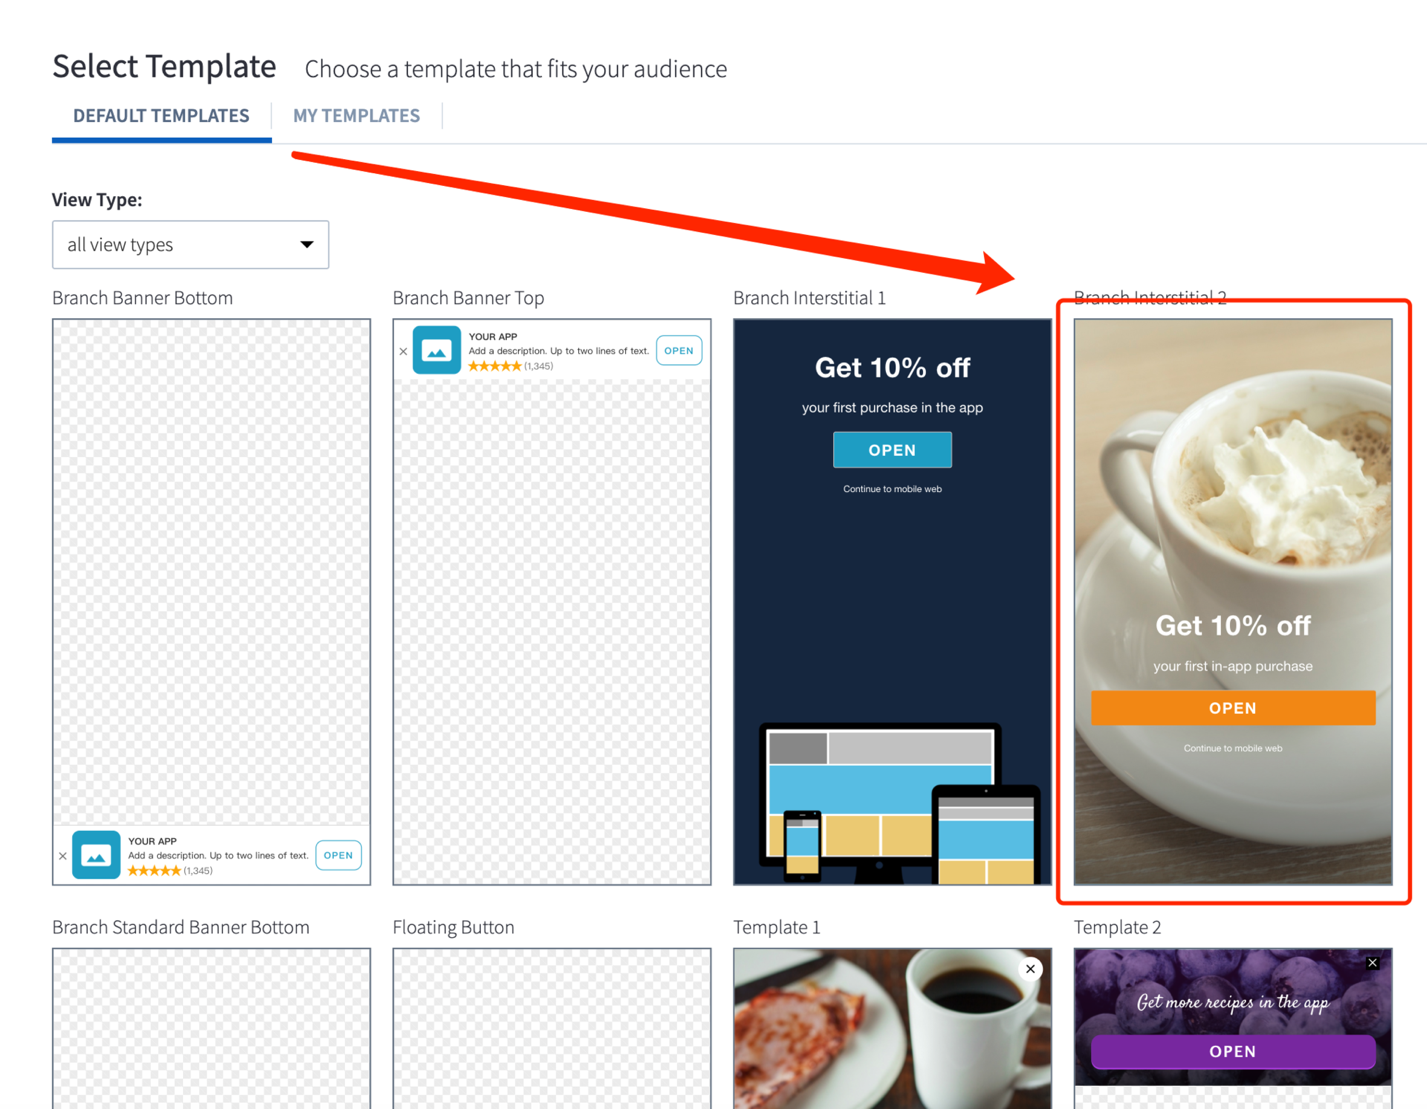 Select Template Choose a template that fits your audience
DEFAULT TEMPLATES MY TEMPLATES
View Type:
all view types
Branch Banner Bottom
YOUR APP
Add a description. Up to two lines of text.
(1,345)
OPEN
Branch Banner Top
YOUR APP
Add a description. Up to two lines of text.
(1,345)
OPEN
Branch Interstitial 1
Get 10% off
your first purchase in the app
OPEN
Continue to mobile web
Branch Interstitial 2
Get 10% off
your first in-app purchase
OPEN
Continue to mobile web
Branch Standard Banner Bottom
Floating Button
Template 1
Template 2
Get more recipes in the app
OPEN